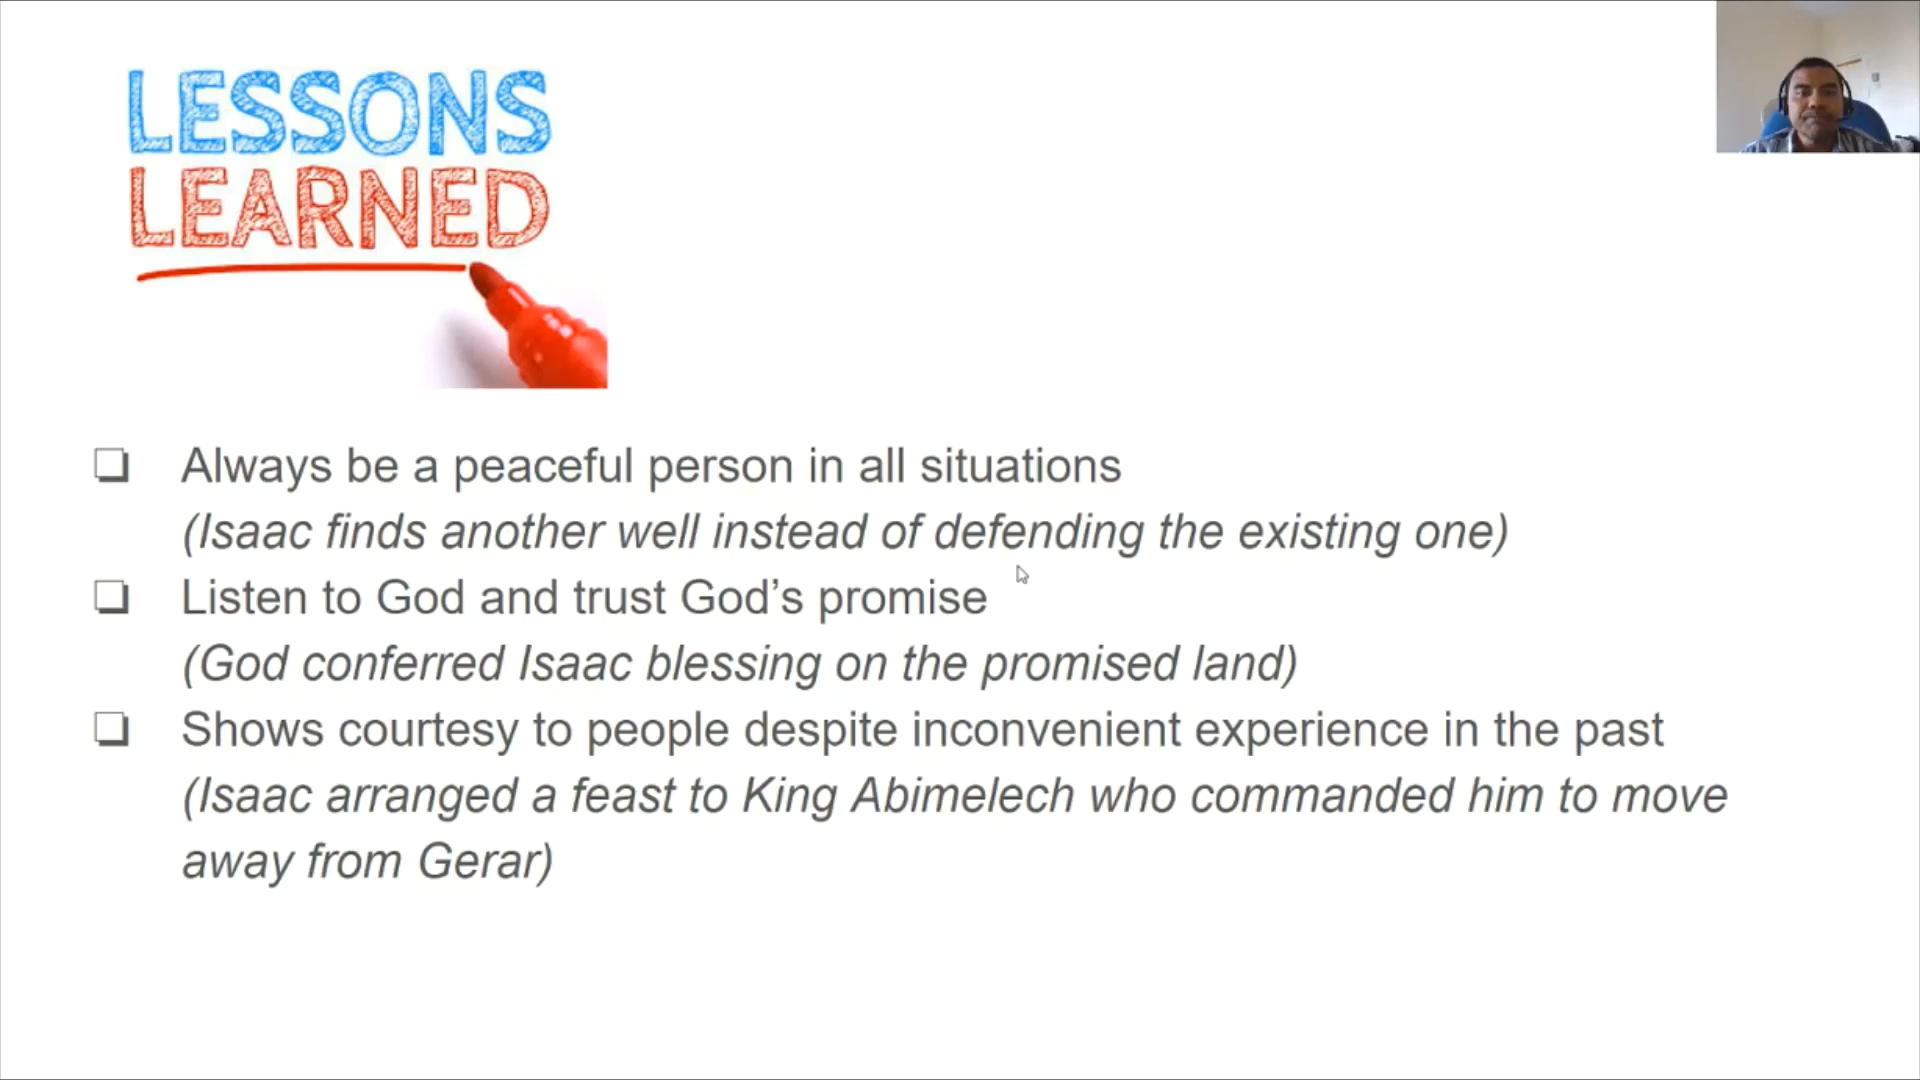 LESSONS
LEARNED
Always be a peaceful person in all situations
(Isaac finds another well instead of defending the existing one)
Listen to God and trust God’s promise
(God conferred Isaac blessing on the promised land)
Shows courtesy to people despite inconvenient experience in the past
(Isaac arranged a feast to King Abimelech who commanded him to move
away from Gerar)